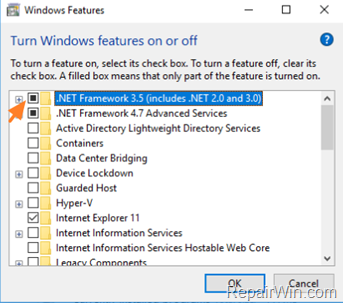 Windows Features
Turn Windows features on or off
To turn a feature on, select its check box. To turn a feature off, clear its
check box. A filled box means that only part of the feature is turned on.
.NET Framework 3.5 (includes .NET 2.0 and 3.0)
.NET Framework 4.7 Advanced Services
Active Directory Lightweight Directory Services
Containers
Data Center Bridging
Device Lockdown
Guarded Host
Hyper-V
Internet Explorer 11
Internet Information Services
Internet Information Services Hostable Web Core
Legacy Components
OK
Cancel
RepairWin.com